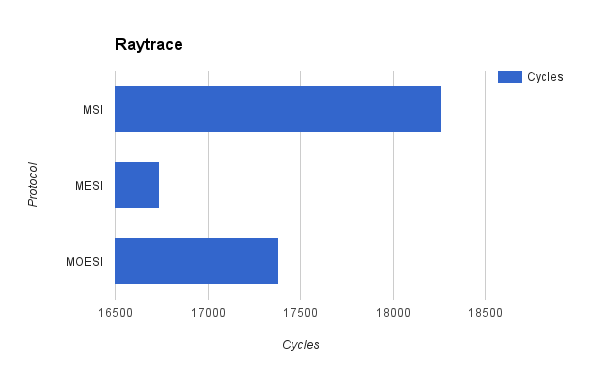 Raytrace
Cycles
MSI
MESI
MOESI
Protocol
16500 17000 17500 18000 18500
Cycles